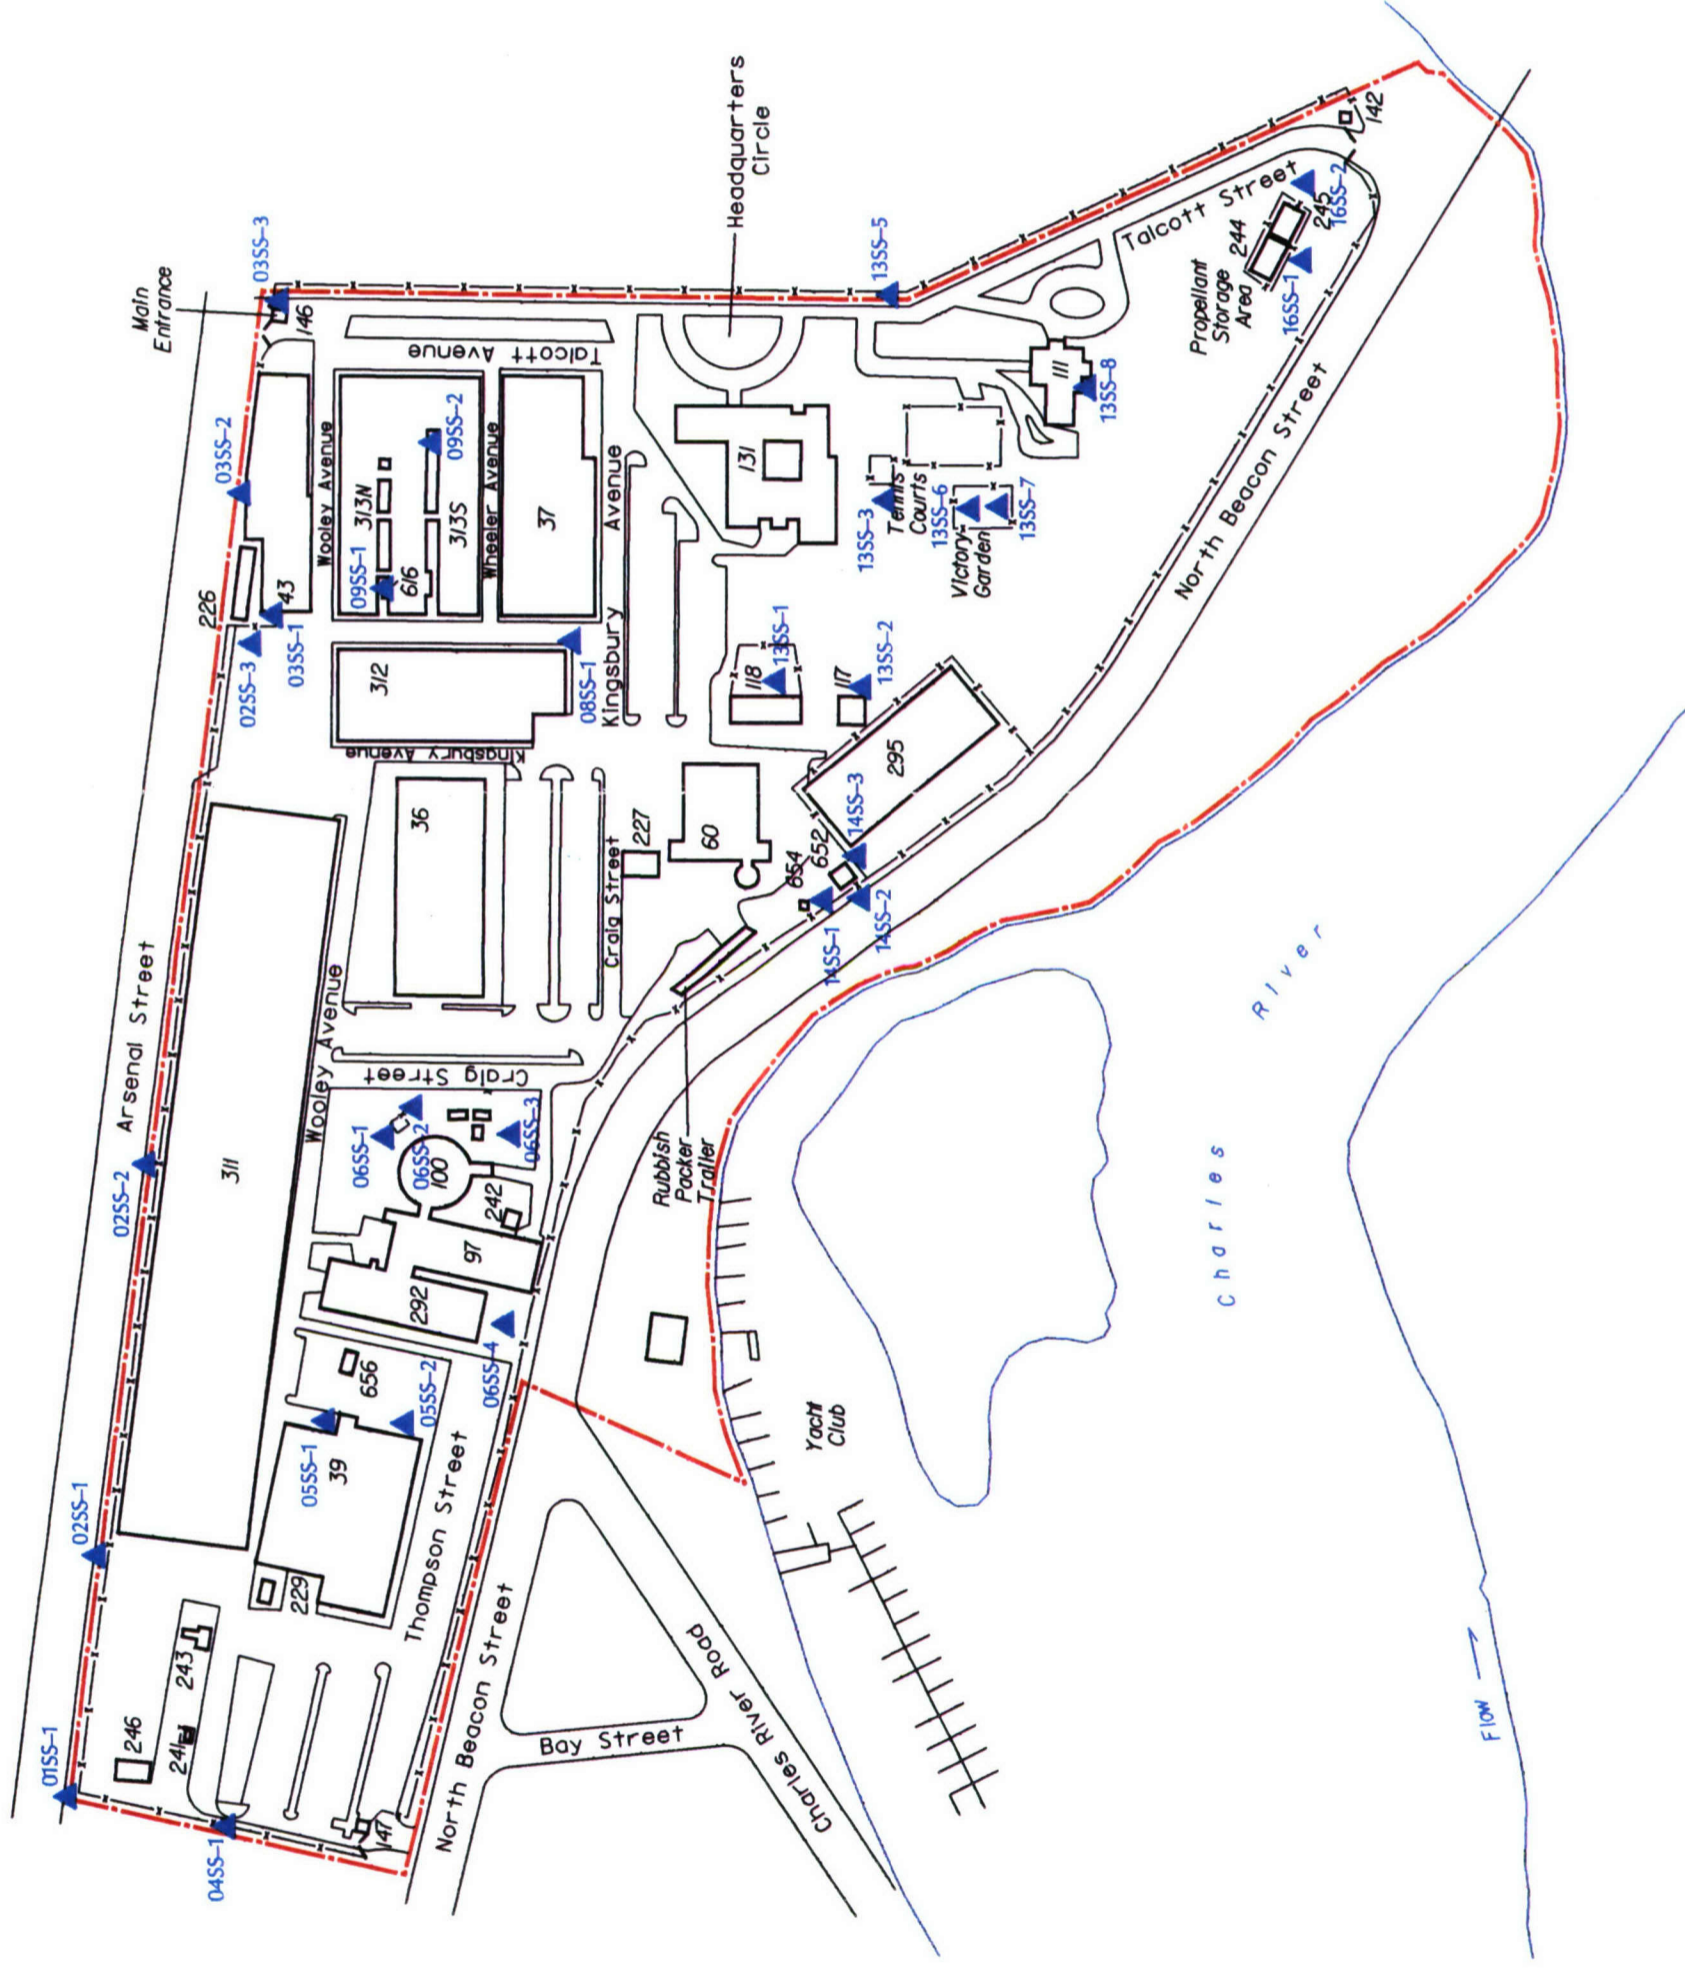 01SS-1
04SS-1
246
241
243
147
02SS-1
229
05SS-1
39
656
05SS-2
Thompson Street
North Beacon Street
Bay Street
Charles River Road
Yacht
Club
Flow
Arsenal Street
02SS-2
311
Wooley Avenue
Craig Street
06SS-1
06SS-2
100
06SS-3
242
97
292
06SS-4
Rubbish
Packer
Trailer
36
Craig Street
227
60
654
652
14SS-1
14SS-2
14SS-3
295
Kingsbury Avenue
312
08SS-1
Kingsbury Avenue
226
02SS-3
03SS-1
43
03SS-2
Main
Entrance
03SS-3
146
Wooley Avenue
313N
09SS-1
616
09SS-2
313S
Wheeler Avenue
37
Talcott
Avenue
Headquarters
Circle
131
118
13SS-1
117
13SS-2
13SS-3
Tennis
Courts
13SS-6
Victory
Garden
13SS-7
13SS-5
111
13SS-8
Talcott Street
Propellant
Storage
Area
244
245
16SS-1
16SS-2
142
North Beacon Street
Charles River